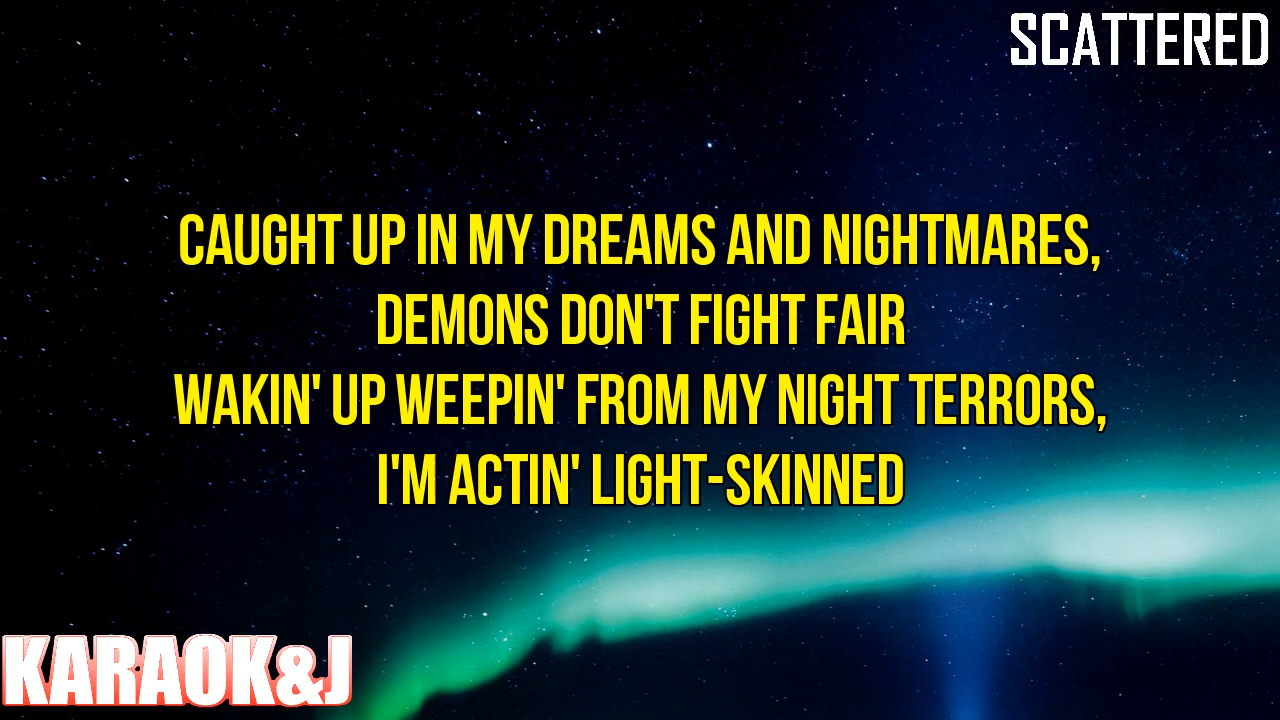 SCATTERED
CAUGHT UP IN MY DREAMS AND NIGHTMARES,
DEMONS DON'T FIGHT FAIR
WAKIN' UP WEEPIN' FROM MY NIGHT TERRORS,
I'M ACTIN' LIGHT-SKINNED
KARAOK&J